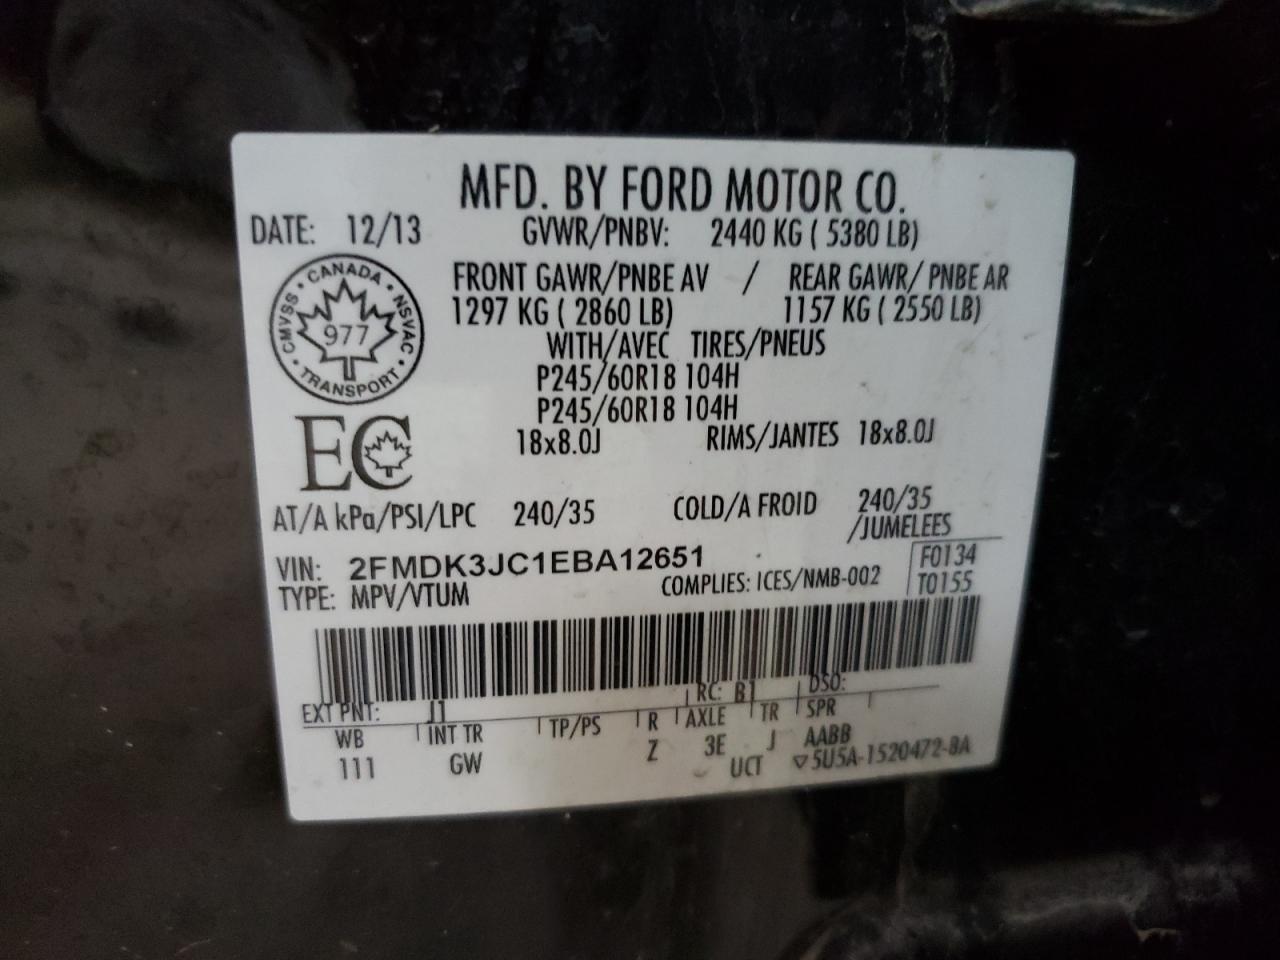 MFD. BY FORD MOTOR CO.
DATE: 12/13 GVWR/PNBV: 2440 KG ( 5380 LB)
FRONT GAWR/PNBE AV / REAR GAWR/ PNBE AR
1297 KG ( 2860 LB) 1157 KG ( 2550 LB)
CANADA
CMVSS NSVAC
977
TRANSPORT
WITH/AVEC TIRES/PNEUS
P245/60R18 104H
P245/60R18 104H
EC
18x8.0J RIMS/JANTES 18x8.0J
AT/A kPa/PSI/LPC 240/35 COLD/A FROID 240/35
/JUMELEES
VIN: 2FMDK3JC1EBA12651 F0134
TYPE: MPV/VTUM COMPLIES: ICES/NMB-002 T0155
RC: B1 DSO:
EXT PNT: J1
WB INT TR TP/PS R AXLE TR SPR
111 GW Z 3E J AABB
UCT ▽5U5A-1520472-BA